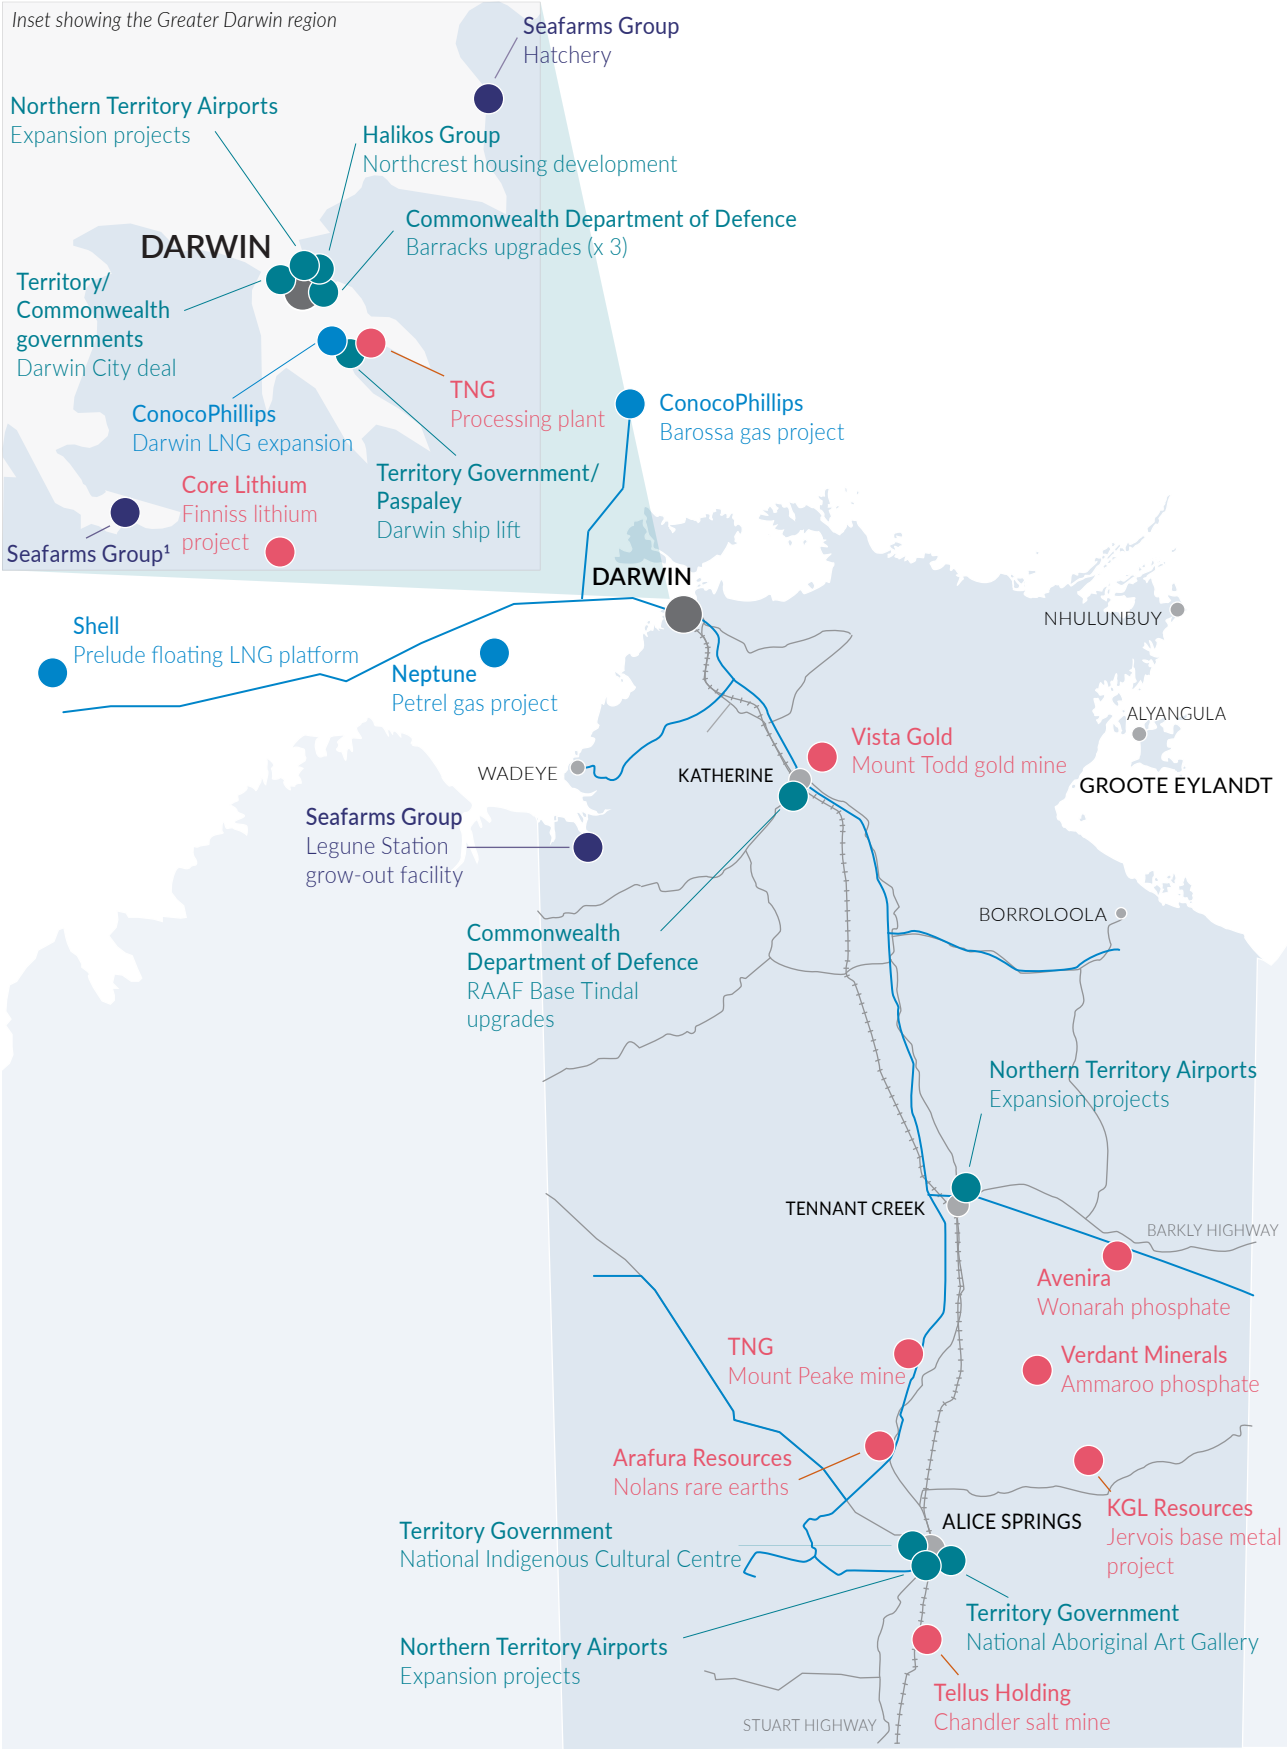 Inset showing the Greater Darwin region
Seafarms Group
Hatchery
Northern Territory Airports
Expansion projects
Halikos Group
Northcrest housing development
Commonwealth Department of Defence
Barracks upgrades (x 3)
DARWIN
Territory/
Commonwealth
governments
Darwin City deal
TNG
Processing plant
ConocoPhillips
Darwin LNG expansion
ConocoPhillips
Barossa gas project
Territory Government/
Paspaley
Darwin ship lift
Core Lithium
Finniss lithium
project
Seafarms Group¹
DARWIN
Shell
Prelude floating LNG platform
Neptune
Petrel gas project
NHULUNBUY
ALYANGULA
GROOTE EYLANDT
WADEYE
KATHERINE
Vista Gold
Mount Todd gold mine
Seafarms Group
Legune Station
grow-out facility
BORROLOOLA
Commonwealth
Department of Defence
RAAF Base Tindal
upgrades
Northern Territory Airports
Expansion projects
TENNANT CREEK
BARKLY HIGHWAY
Avenira
Wonarah phosphate
TNG
Mount Peake mine
Verdant Minerals
Ammaroo phosphate
Arafura Resources
Nolans rare earths
KGL Resources
Jervois base metal
project
ALICE SPRINGS
Territory Government
National Indigenous Cultural Centre
Territory Government
National Aboriginal Art Gallery
Northern Territory Airports
Expansion projects
Tellus Holding
Chandler salt mine
STUART HIGHWAY